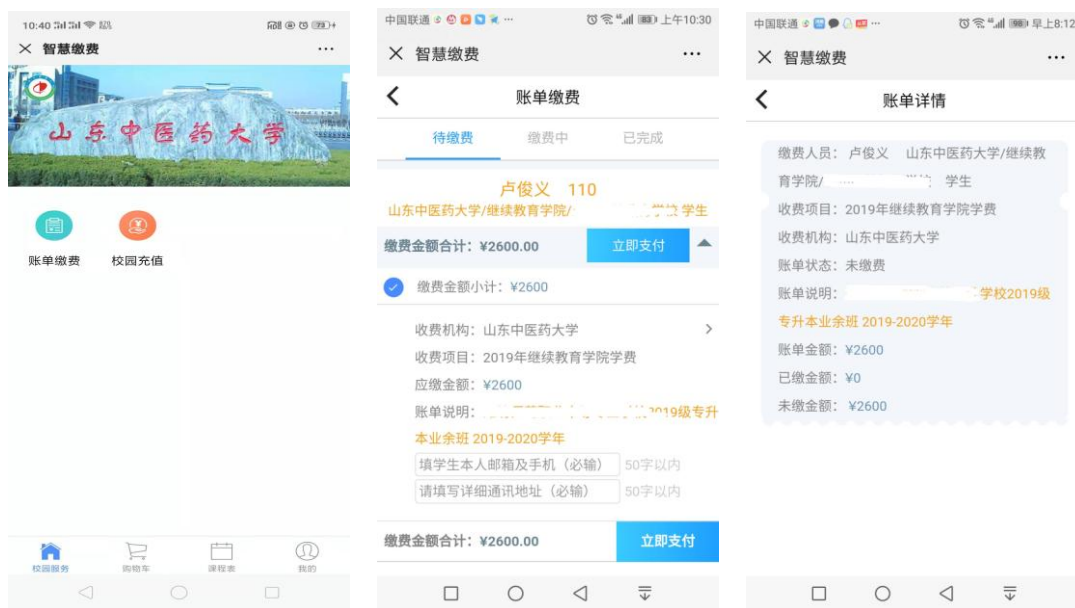 10:40
智慧缴费
山东中医药大学
账单缴费
校园充值
校园服务
购物车
课程表
我的
中国联通
上午10:30
智慧缴费
账单缴费
待缴费
缴费中
已完成
卢俊义 110
山东中医药大学/继续教育学院/ 学生
缴费金额合计：¥2600.00
立即支付
缴费金额小计：¥2600
收费机构：山东中医药大学
收费项目：2019年继续教育学院学费
应缴金额：¥2600
账单说明： 2019级专升
本业余班 2019-2020学年
填学生本人邮箱及手机（必输）
50字以内
请填写详细通讯地址（必输）
50字以内
缴费金额合计：¥2600.00
立即支付
中国联通
早上8:12
智慧缴费
账单详情
缴费人员： 卢俊义 山东中医药大学/继续教
育学院/ 学生
收费项目：2019年继续教育学院学费
收费机构：山东中医药大学
账单状态：未缴费
账单说明： 学校2019级
专升本业余班 2019-2020学年
账单金额：¥2600
已缴金额：¥0
未缴金额： ¥2600